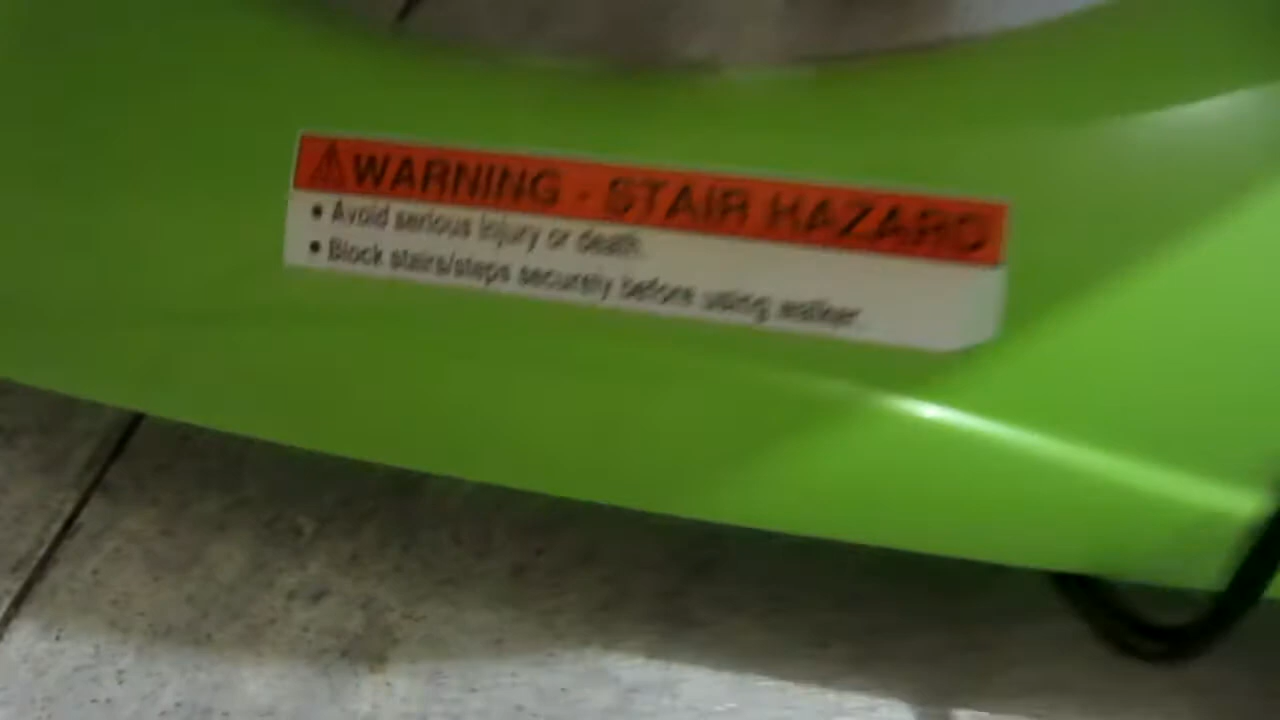 WARNING - STAIR HAZARD
• Avoid serious injury or death.
• Block stairs/steps securely before using walker.